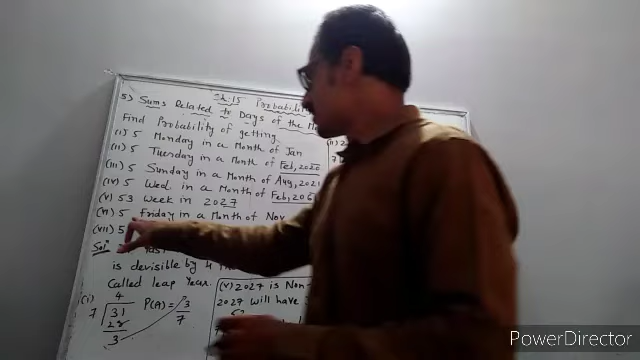 Ch:15 Probability
5) Sums Related to Days of the
Find Probability of getting
(i) 5 Monday in a Month of Jan
(ii) 5 Tuesday in a Month of Feb, 2020
(iii) 5 Sunday in a Month of Aug, 2021
(iv) 5 Wed in a Month of Feb,
(v) 53 Week in 2027
(vi) 5 Friday in a Month of Nov
(vii) 5
Sol
is devisible by 4
Called leap Year.
(i) 4
7 31 P(A) = 3
28 7
3
(ii)
(v) 2027 is Non
2027 will have
PowerDirector